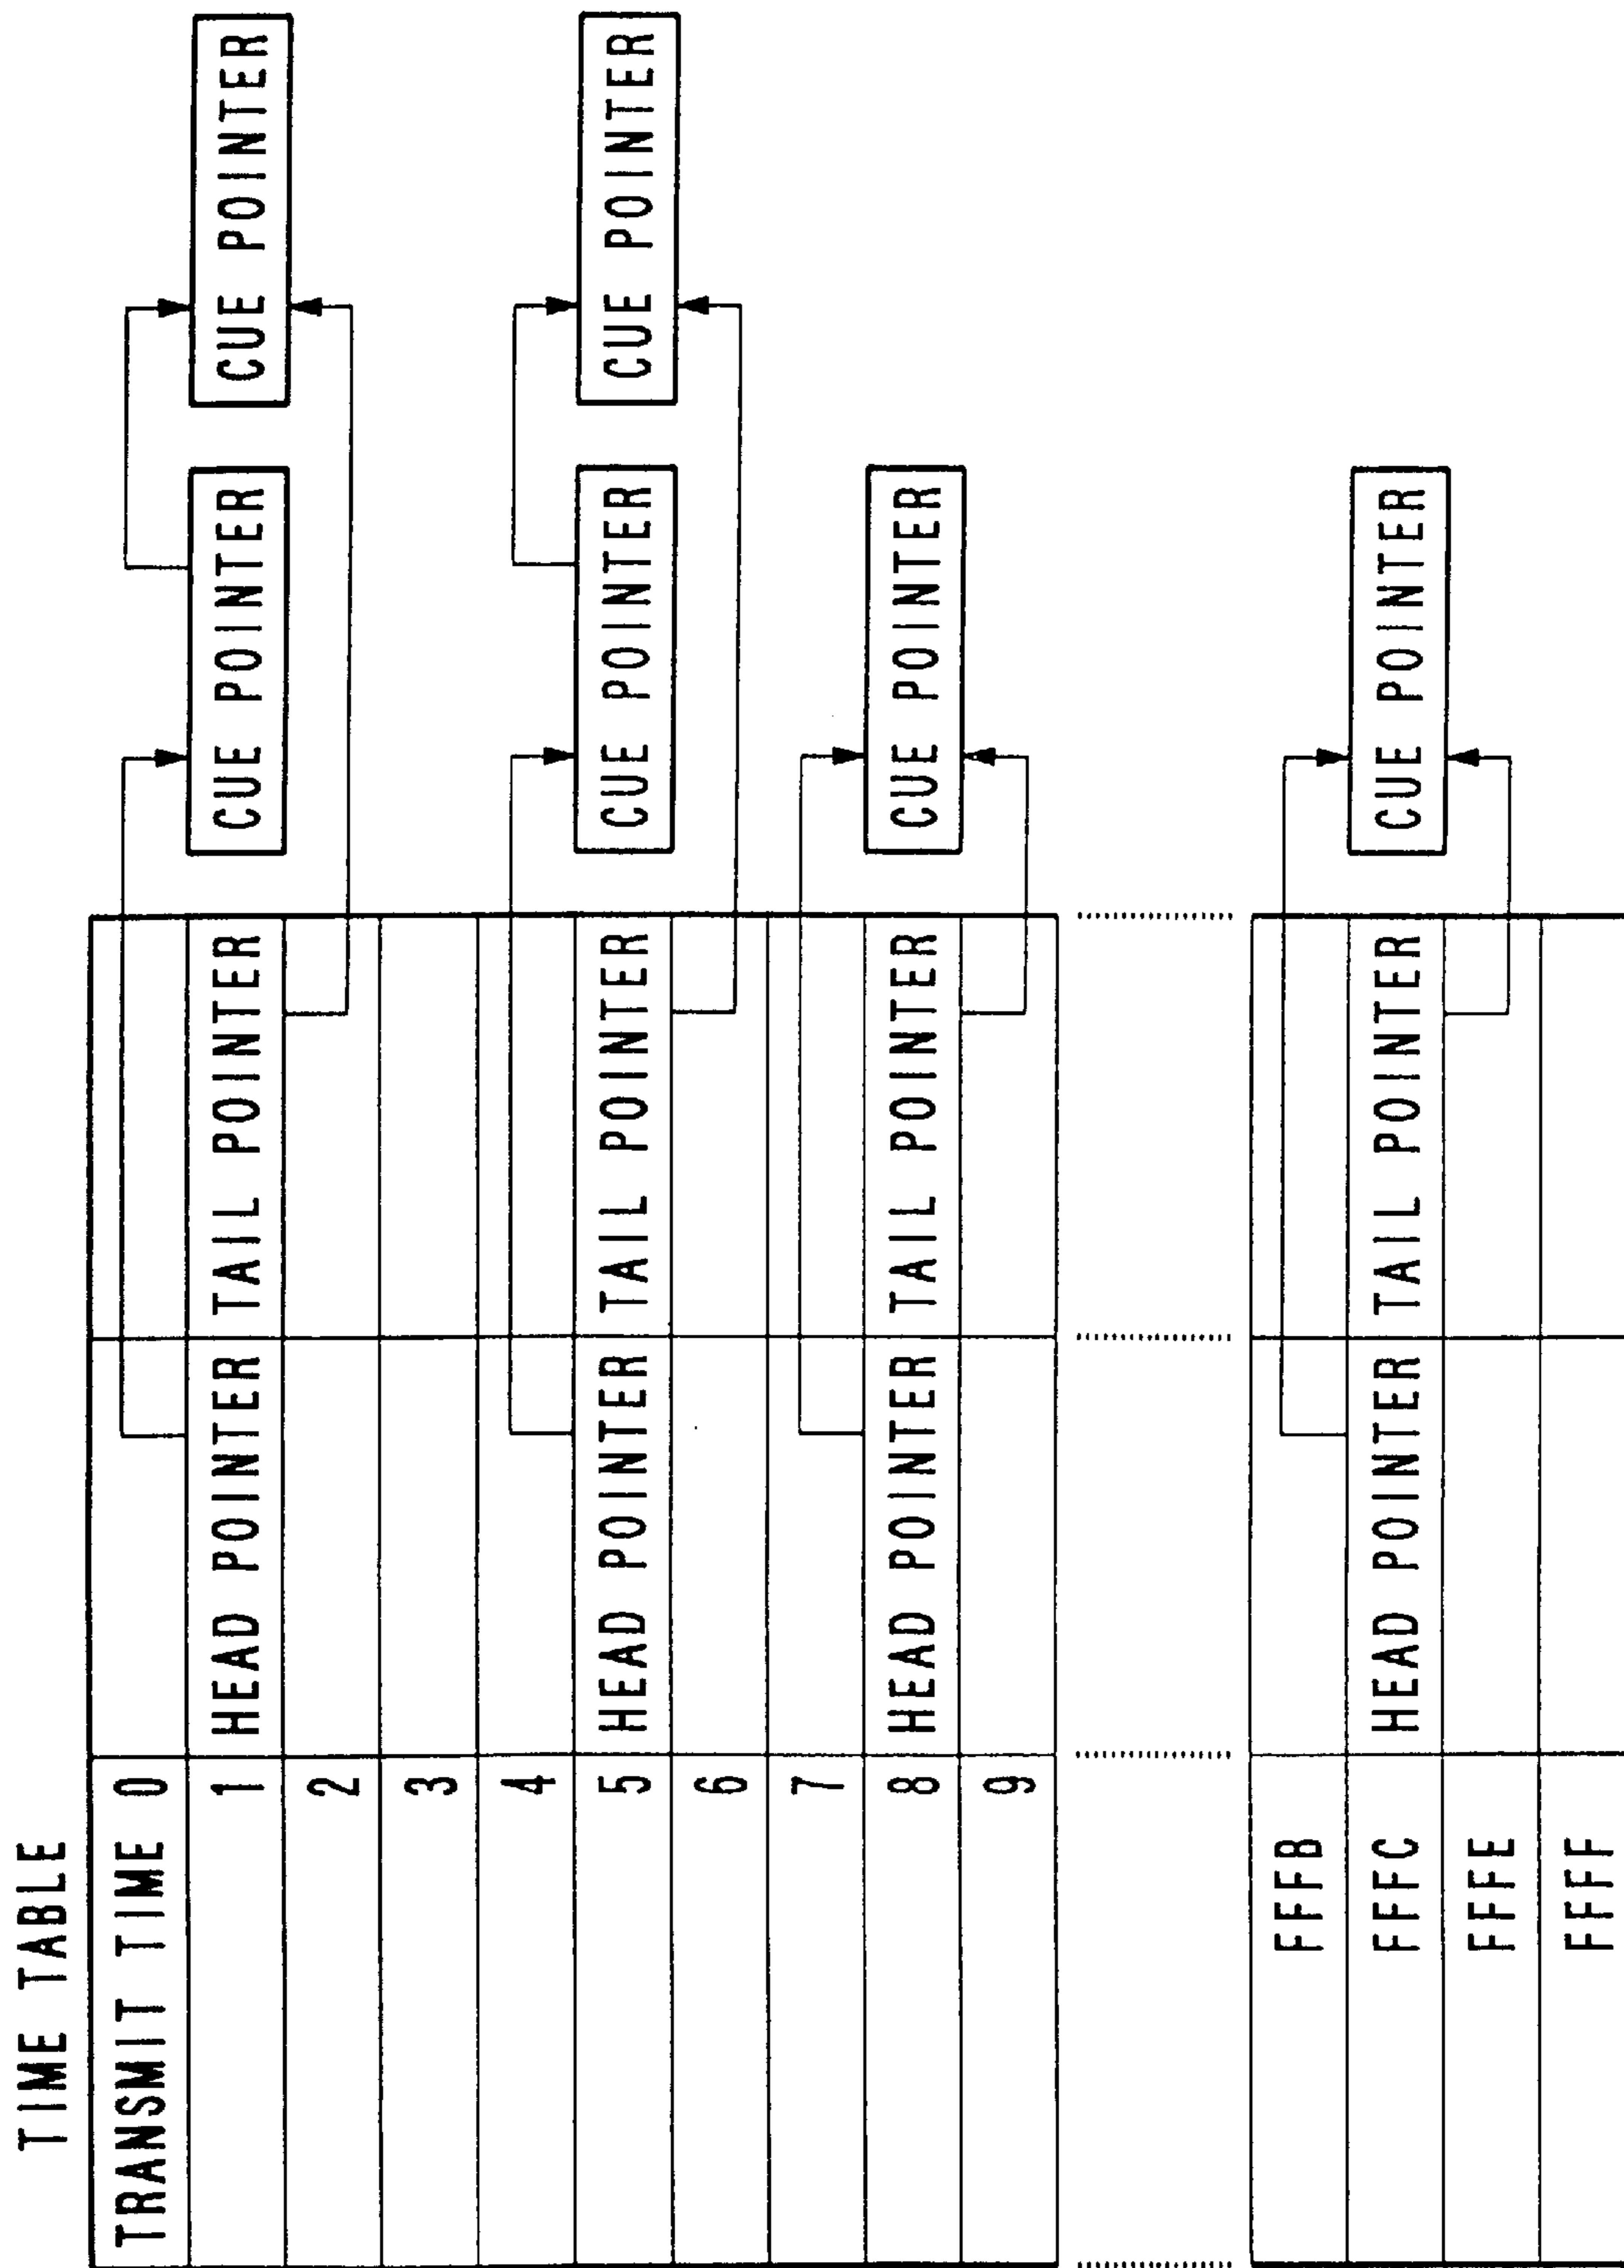 TIME TABLE
TRANSMIT TIME 0
1 HEAD POINTER TAIL POINTER CUE POINTER CUE POINTER
2
3
4
5 HEAD POINTER TAIL POINTER CUE POINTER CUE POINTER
6
7
8 HEAD POINTER TAIL POINTER CUE POINTER
9
FFFB
FFFC HEAD POINTER TAIL POINTER CUE POINTER
FFFE
FFFF